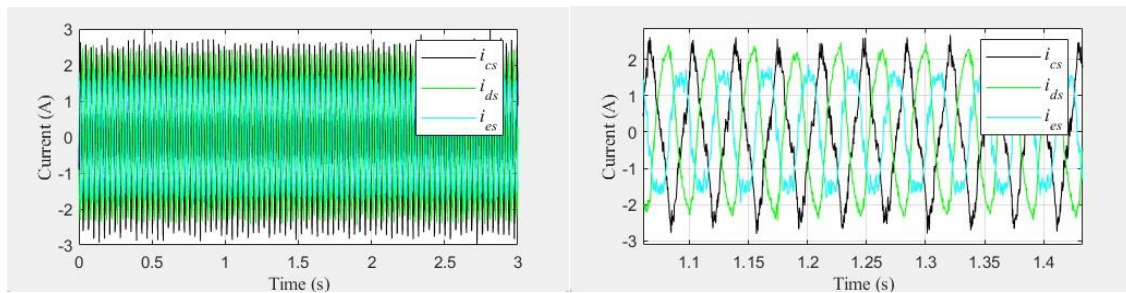 3
2
1
0
-1
-2
-3
Current (A)
i_cs
i_ds
i_es
0 0.5 1 1.5 2 2.5 3
Time (s)
2
1
0
-1
-2
-3
Current (A)
i_cs
i_ds
i_es
1.1 1.15 1.2 1.25 1.3 1.35 1.4
Time (s)